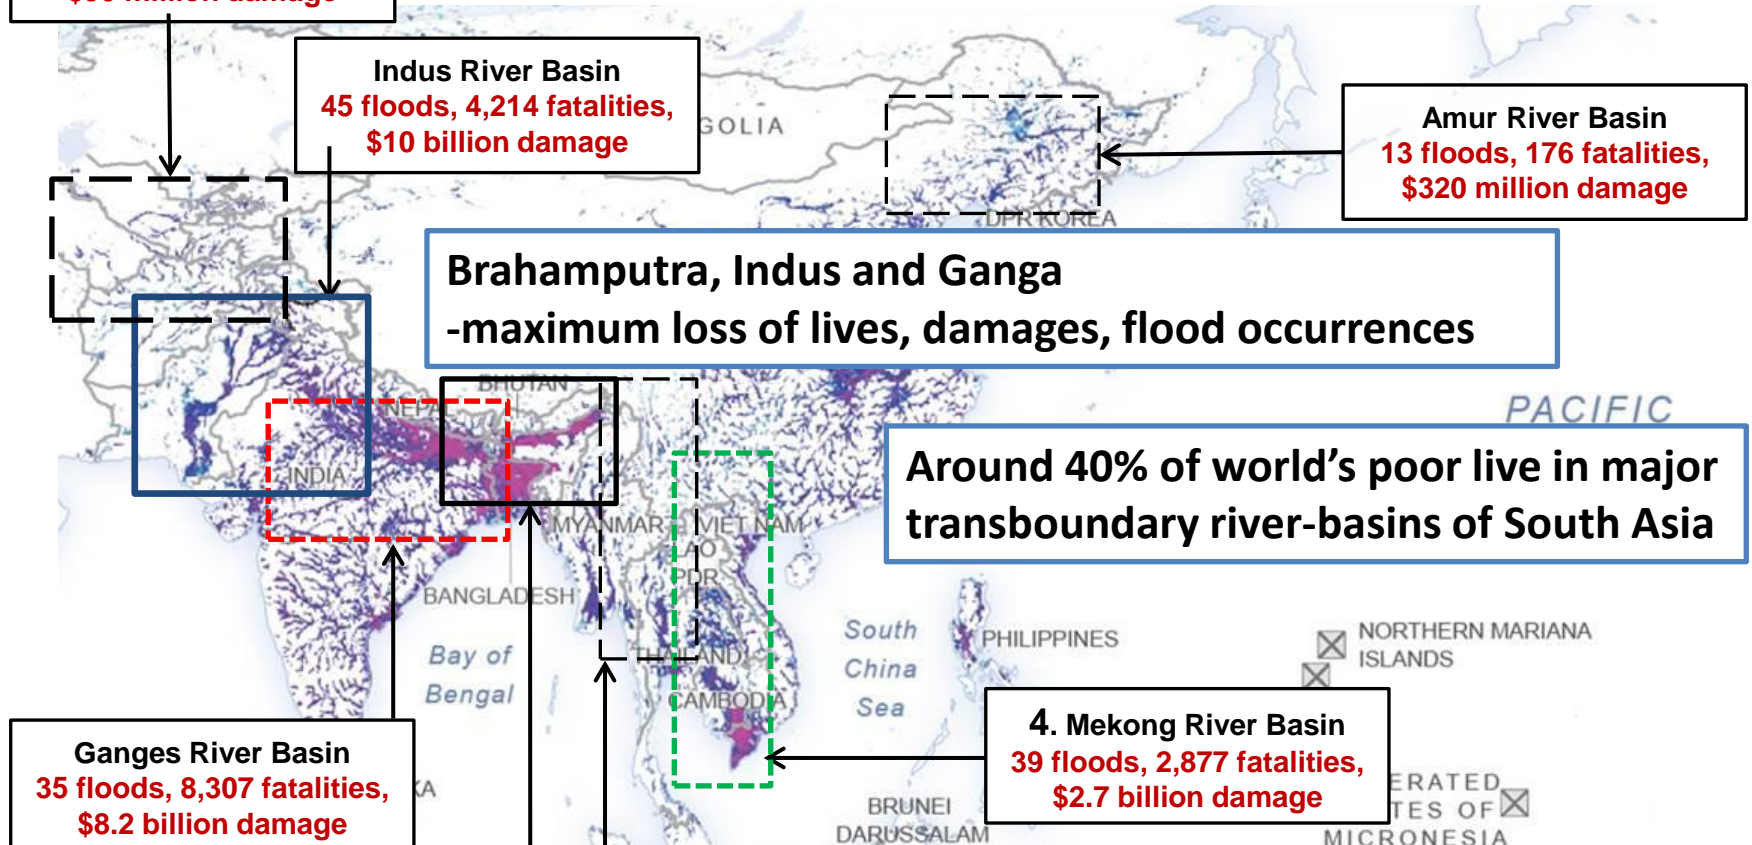 Indus River Basin
45 floods, 4,214 fatalities,
$10 billion damage
GOLIA
Amur River Basin
13 floods, 176 fatalities,
$320 million damage
DPR KOREA
Brahamputra, Indus and Ganga
-maximum loss of lives, damages, flood occurrences
BHUTAN
NEPAL
PACIFIC
Around 40% of world's poor live in major
transboundary river-basins of South Asia
INDIA
MYANMAR
VIET NAM
LAO
PDR
BANGLADESH
South
China
Sea
PHILIPPINES
NORTHERN MARIANA
ISLANDS
Bay of
Bengal
THAILAND
CAMBODIA
4. Mekong River Basin
39 floods, 2,877 fatalities,
$2.7 billion damage
Ganges River Basin
35 floods, 8,307 fatalities,
$8.2 billion damage
KA
BRUNEI
DARUSSALAM
ERATED
TES OF
MICRONESIA